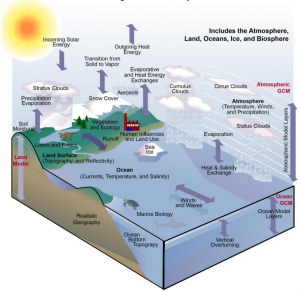 Includes the Atmosphere,
Land, Oceans, Ice, and Biosphere
Incoming Solar
Energy
Outgoing Heat
Energy
Transition from
Solid to Vapor
Evaporative
and Heat Energy
Exchanges
Stratus Clouds
Snow Cover
Aerosols
Cumulus
Clouds
Cirrus Clouds
Atmospheric
GCM
Precipitation
Evaporation
Atmosphere
(Temperature, Winds,
and Precipitation)
Soil
Moisture
Vegetation
and Ecology
Human Influences
and Land Use
Status Clouds
Runoff
Evaporation
Lakes and Rivers
Sea
Ice
Atmospheric Model Layers
Land
Model
Land Surface
(Topography, and Reflectivity)
Ocean
(Currents, Temperature, and Salinity)
Heat & Salinity
Exchange
Winds
and Waves
Ocean
GCM
Realistic
Geography
Marine Biology
Ocean Model
Layers
Ocean
Bottom
Topograpy
Vertical
Overturning